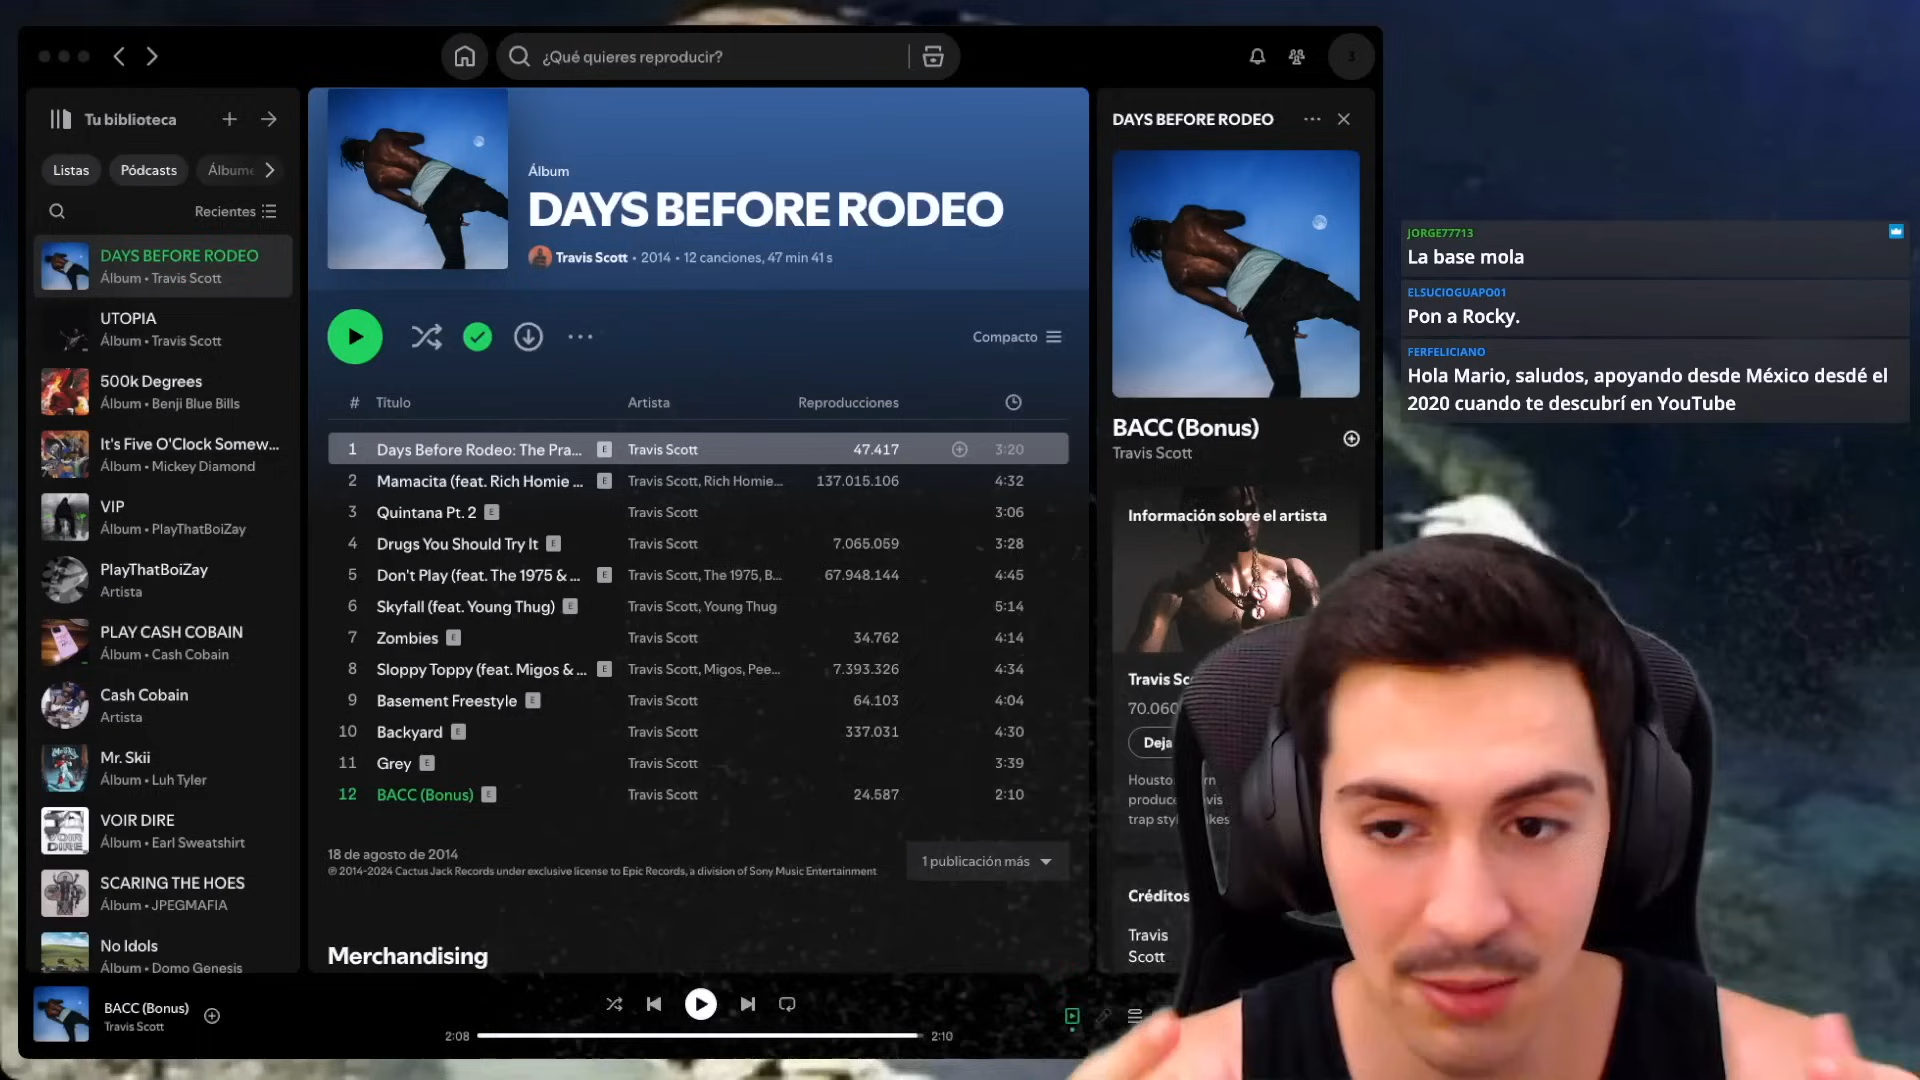 ¿Qué quieres reproducir?
3
Tu biblioteca
Listas
Pódcasts
Álbume
Recientes
DAYS BEFORE RODEO
Álbum • Travis Scott
UTOPIA
Álbum • Travis Scott
500k Degrees
Álbum • Benji Blue Bills
It's Five O'Clock Somew...
Álbum • Mickey Diamond
VIP
Álbum • PlayThatBoiZay
PlayThatBoiZay
Artista
PLAY CASH COBAIN
Álbum • Cash Cobain
Cash Cobain
Artista
Mr. Skii
Álbum • Luh Tyler
VOIR DIRE
Álbum • Earl Sweatshirt
SCARING THE HOES
Álbum • JPEGMAFIA
No Idols
Álbum • Domo Genesis
Álbum
DAYS BEFORE RODEO
Travis Scott • 2014 • 12 canciones, 47 min 41 s
Compacto
# Título Artista Reproducciones
1 Days Before Rodeo: The Pra... E Travis Scott 47.417 3:20
2 Mamacita (feat. Rich Homie ... E Travis Scott, Rich Homie... 137.015.106 4:32
3 Quintana Pt. 2 E Travis Scott 3:06
4 Drugs You Should Try It E Travis Scott 7.065.059 3:28
5 Don't Play (feat. The 1975 & ... E Travis Scott, The 1975, B... 67.948.144 4:45
6 Skyfall (feat. Young Thug) E Travis Scott, Young Thug 5:14
7 Zombies E Travis Scott 34.762 4:14
8 Sloppy Toppy (feat. Migos & ... E Travis Scott, Migos, Pee... 7.393.326 4:34
9 Basement Freestyle E Travis Scott 64.103 4:04
10 Backyard E Travis Scott 337.031 4:30
11 Grey E Travis Scott 3:39
12 BACC (Bonus) E Travis Scott 24.587 2:10
18 de agosto de 2014
℗ 2014-2024 Cactus Jack Records under exclusive license to Epic Records, a division of Sony Music Entertainment
1 publicación más
Merchandising
DAYS BEFORE RODEO
BACC (Bonus)
Travis Scott
Información sobre el artista
Travis Sc
70.060
Deja
Housto
produce
trap sty
Créditos
Travis
Scott
JORGE77713
La base mola
ELSUCIOGUAPO01
Pon a Rocky.
FERFELICIANO
Hola Mario, saludos, apoyando desde México desdé el
2020 cuando te descubrí en YouTube
BACC (Bonus)
Travis Scott
2:08
2:10